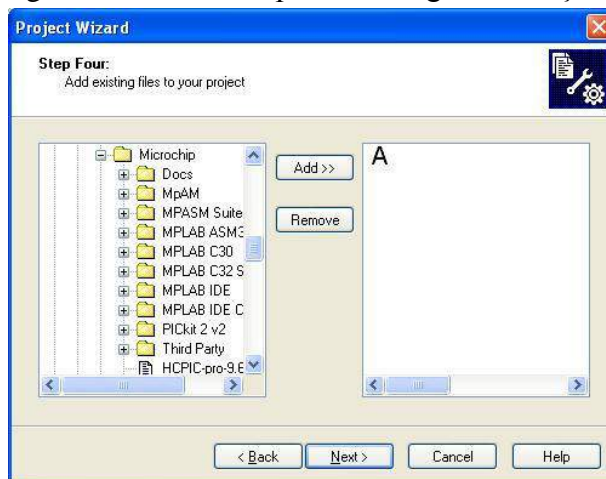 Project Wizard
Step Four:
Add existing files to your project
Microchip
Docs
MpAM
MPASM Suite
MPLAB ASM3
MPLAB C30
MPLAB C32 S
MPLAB IDE
MPLAB IDE C
PICkit 2 v2
Third Party
HCPIC-pro-9.6
Add >>
Remove
A
< Back
Next >
Cancel
Help